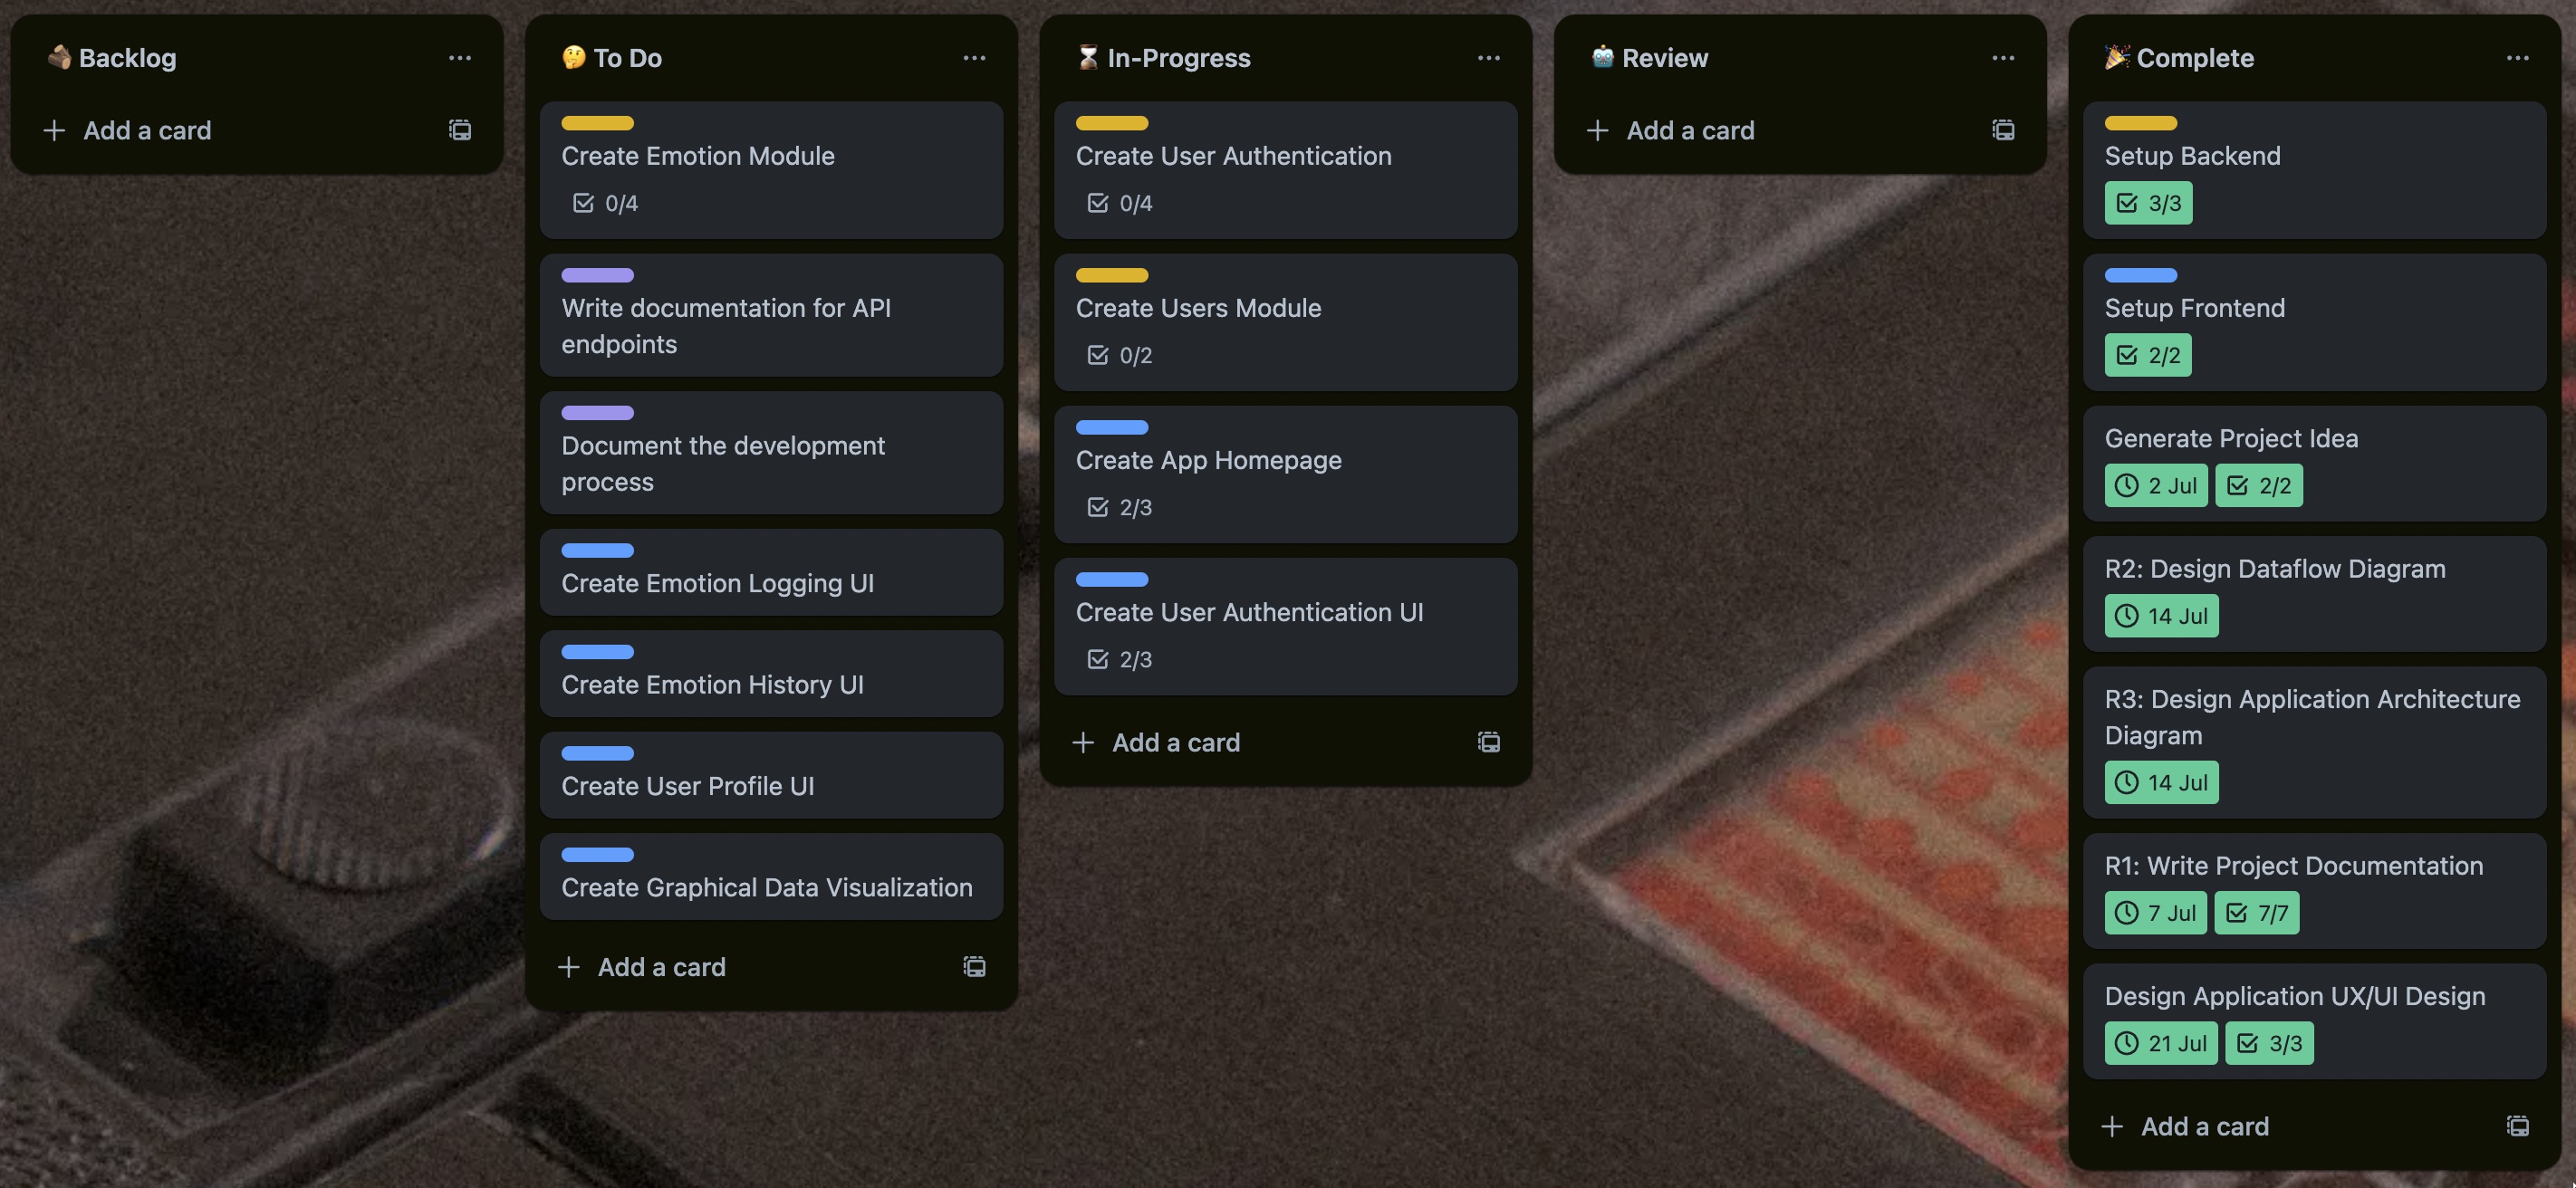 Backlog
Add a card
To Do
Create Emotion Module
0/4
Write documentation for API
endpoints
Document the development
process
Create Emotion Logging UI
Create Emotion History UI
Create User Profile UI
Create Graphical Data Visualization
Add a card
In-Progress
Create User Authentication
0/4
Create Users Module
0/2
Create App Homepage
2/3
Create User Authentication UI
2/3
Add a card
Review
Add a card
Complete
Setup Backend
3/3
Setup Frontend
2/2
Generate Project Idea
2 Jul 2/2
R2: Design Dataflow Diagram
14 Jul
R3: Design Application Architecture
Diagram
14 Jul
R1: Write Project Documentation
7 Jul 7/7
Design Application UX/UI Design
21 Jul 3/3
Add a card